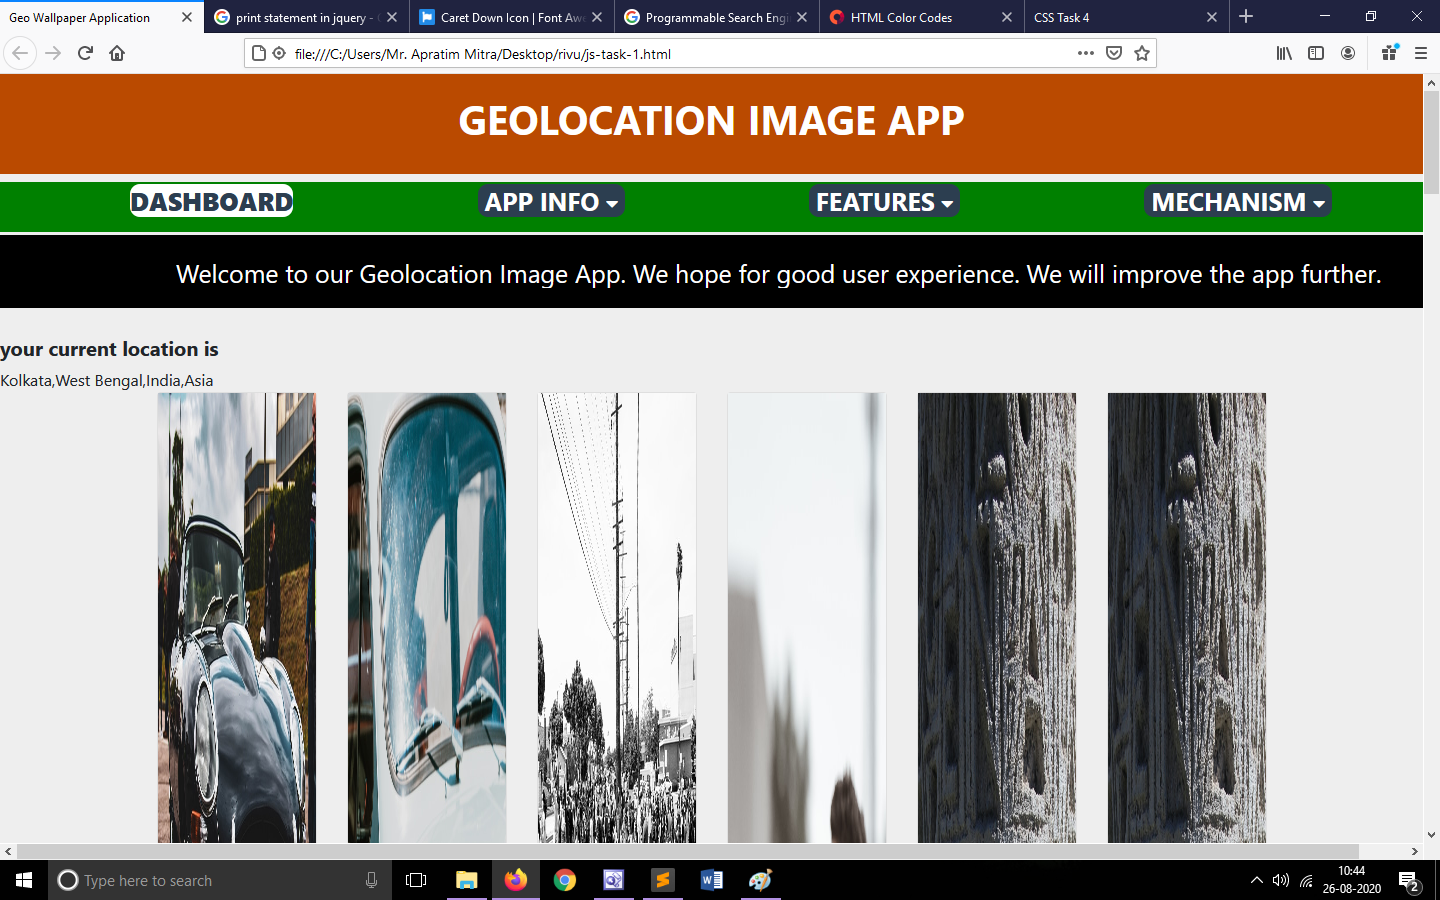 Geo Wallpaper Application
print statement in jquery -
Caret Down Icon | Font Awe
Programmable Search Engi
HTML Color Codes
CSS Task 4
file:///C:/Users/Mr. Apratim Mitra/Desktop/rivu/js-task-1.html
GEOLOCATION IMAGE APP
DASHBOARD
APP INFO
FEATURES
MECHANISM
Welcome to our Geolocation Image App. We hope for good user experience. We will improve the app further.
your current location is
Kolkata,West Bengal,India,Asia
Type here to search
10:44
26-08-2020
2